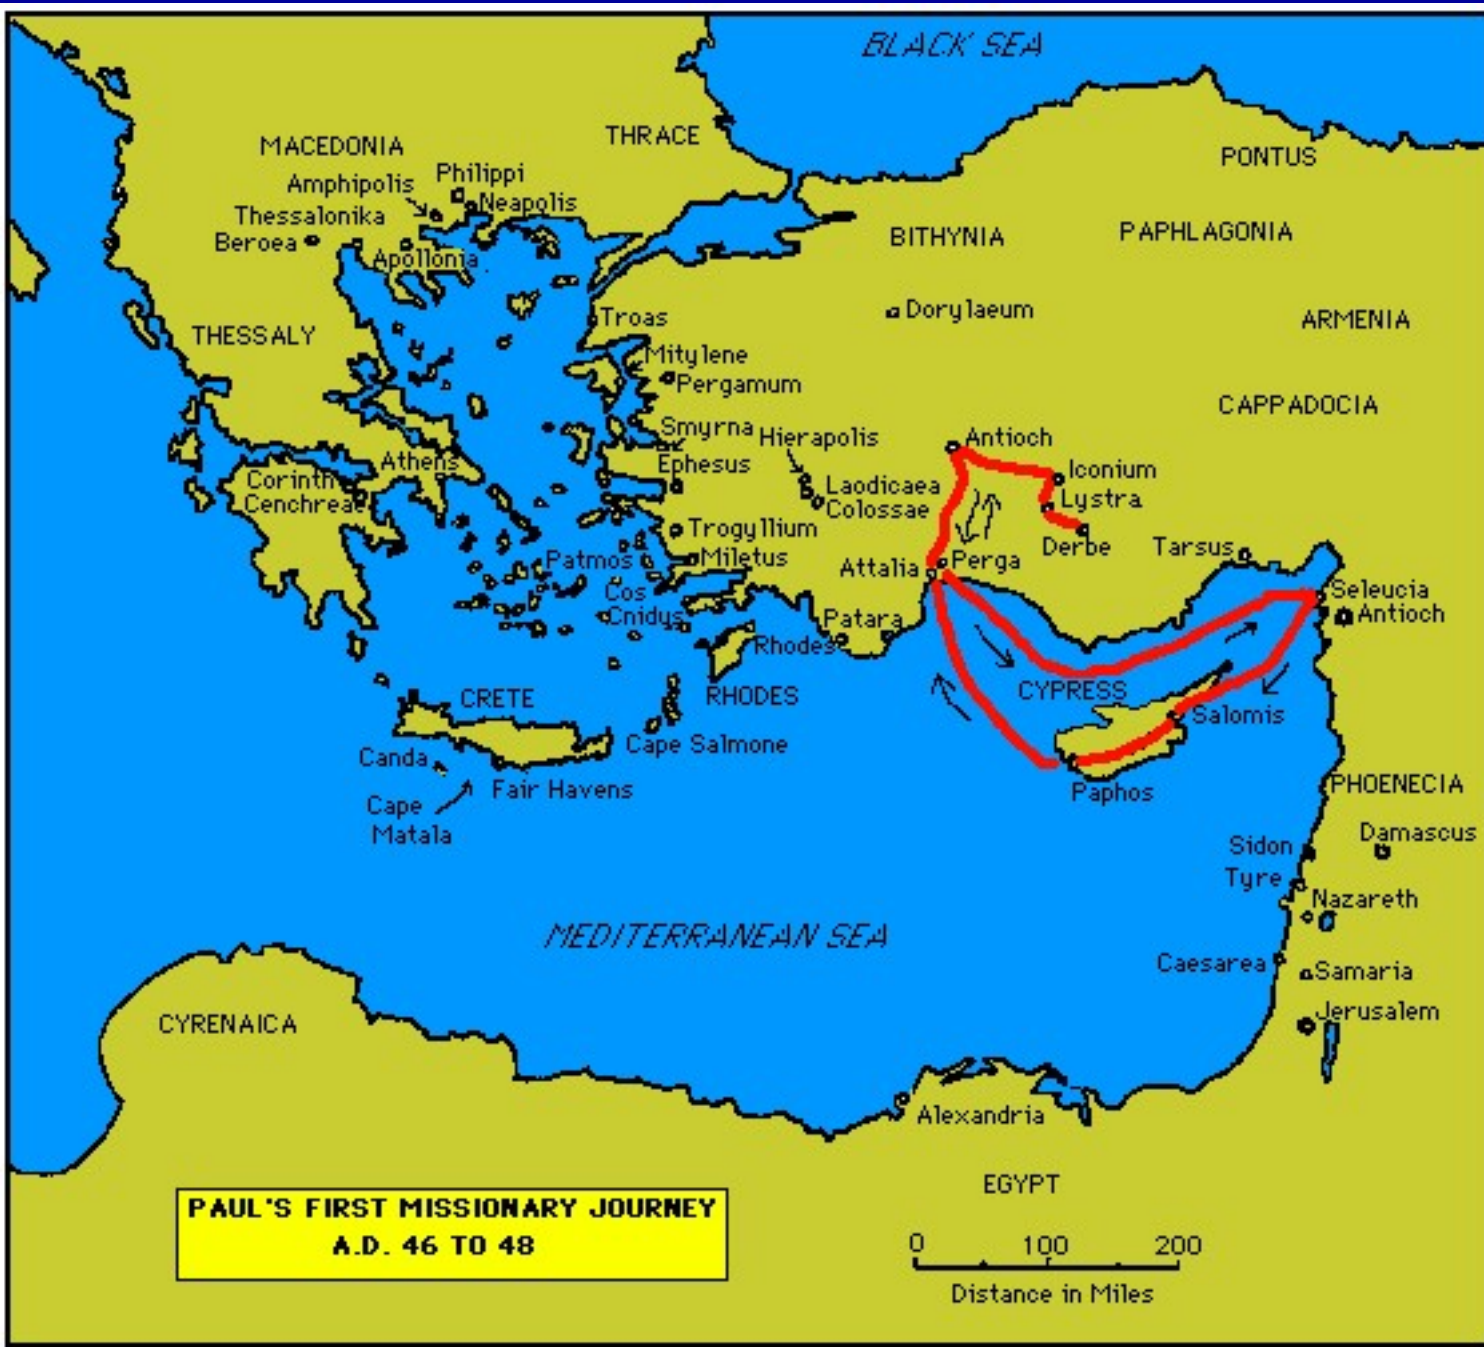 BLACK SEA
MACEDONIA
THRACE
PONTUS
Philippi
Amphipolis
Neapolis
Thessalonika
Beroea
Apollonia
BITHYNIA
PAPHLAGONIA
Dorylaeum
ARMENIA
THESSALY
Troas
Mitylene
Pergamum
CAPPADOCIA
Smyrna
Hierapolis
Antioch
Athens
Ephesus
Iconium
Corinth
Cenchreae
Laodicaea
Colossae
Lystra
Trogyllium
Derbe
Tarsus
Patmos
Miletus
Attalia
Perga
Cos
Cnidus
Seleucia
Antioch
Patara
Rhodes
CRETE
RHODES
CYPRESS
Salomis
Canda
Cape Salmone
Fair Havens
Paphos
PHOENECIA
Cape
Matala
Sidon
Damascus
Tyre
Nazareth
MEDITERRANEAN SEA
Caesarea
Samaria
CYRENAICA
Jerusalem
Alexandria
EGYPT
PAUL'S FIRST MISSIONARY JOURNEY
A.D. 46 TO 48
0 100 200
Distance in Miles